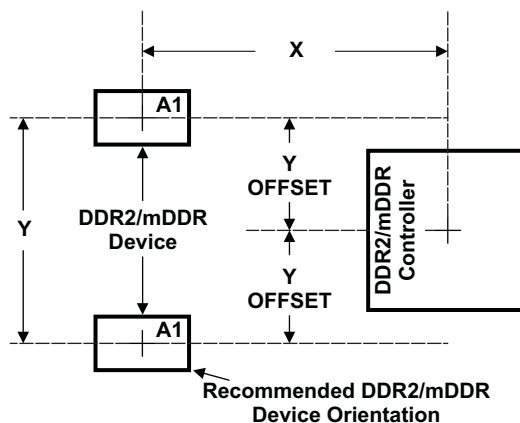 X
A1
Y
OFFSET
Y
DDR2/mDDR
Device
DDR2/mDDR
Controller
Y
OFFSET
A1
Recommended DDR2/mDDR
Device Orientation